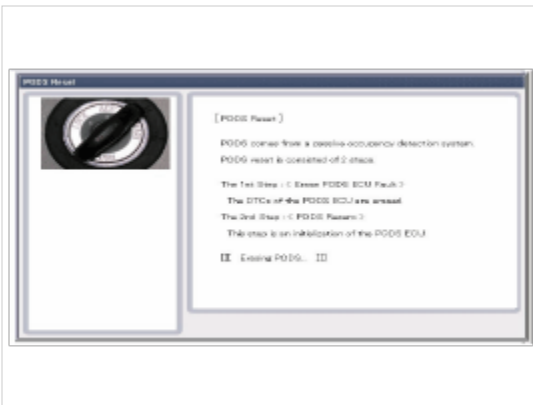 PODS Reset
[ PODS Reset ]
PODS comes from a passive occupancy detection system.
PODS reset is consisted of 2 steps.
The 1st Step : < Erase PODS ECU Fault >
The DTCs of the PODS ECU are erased.
The 2nd Step : < PODS Rezero >
This step is an initialization of the PODS ECU.
Erasing PODS...